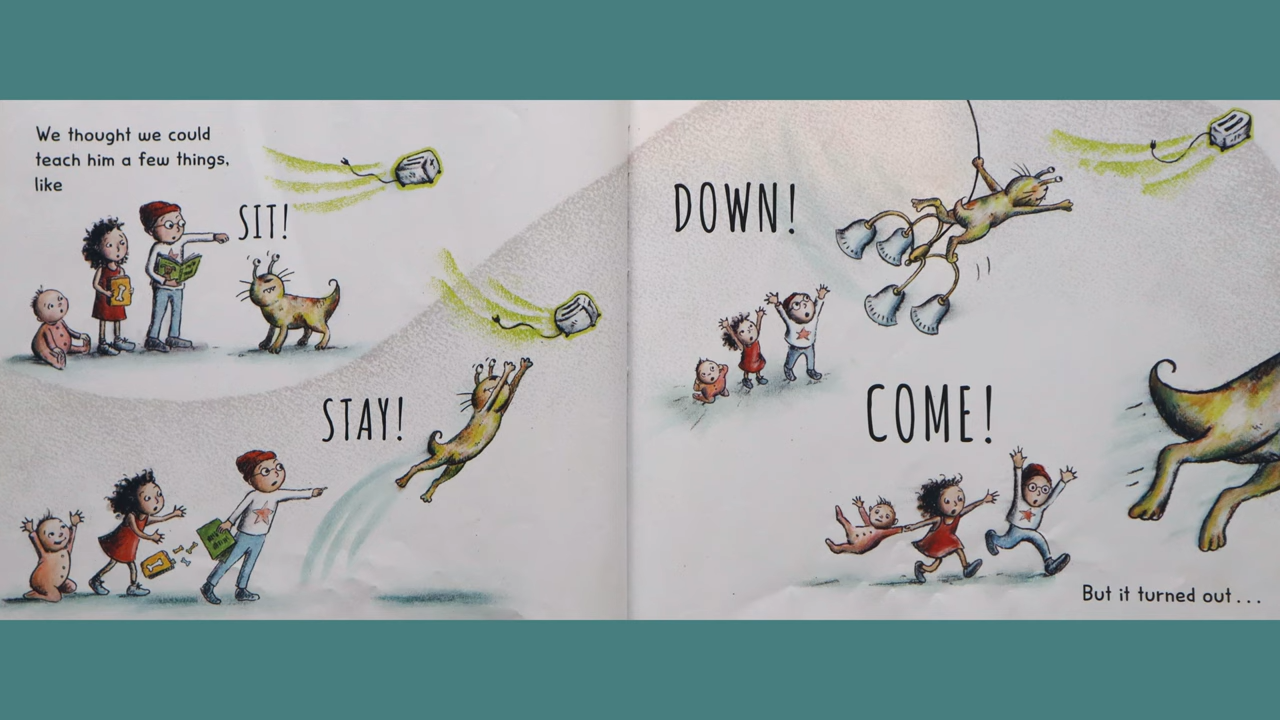 We thought we could
teach him a few things,
like
SIT!
STAY!
DOWN!
COME!
But it turned out...